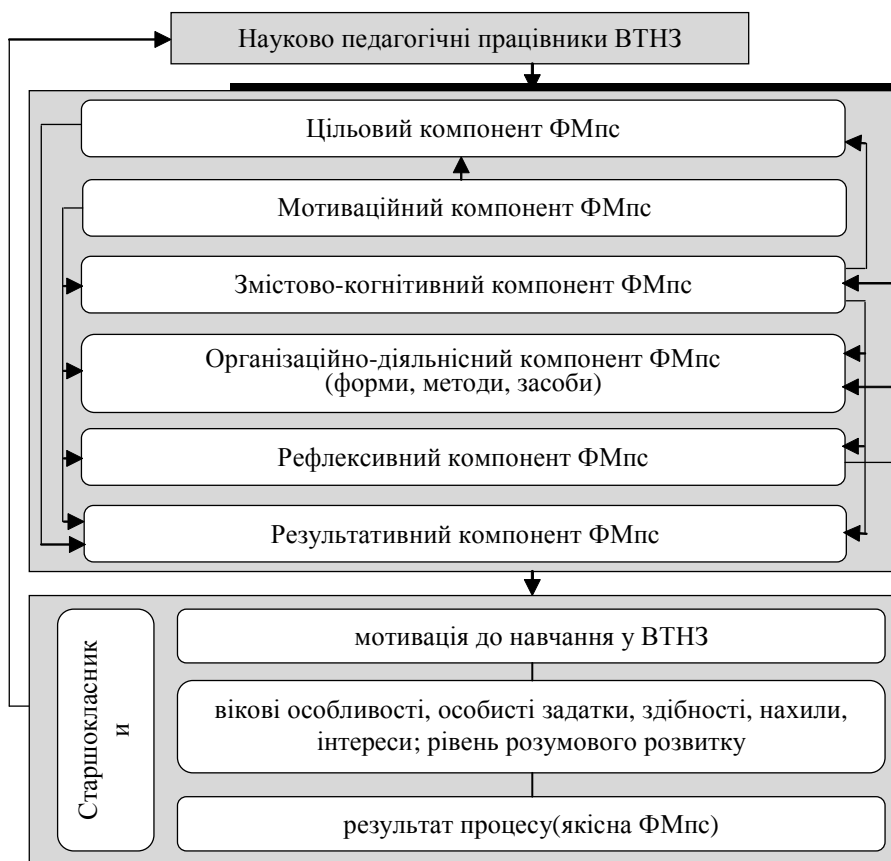 Науково педагогічні працівники ВТНЗ
Цільовий компонент ФМпс
Мотиваційний компонент ФМпс
Змістово-когнітивний компонент ФМпс
Організаційно-діяльнісний компонент ФМпс
(форми, методи, засоби)
Рефлексивний компонент ФМпс
Результативний компонент ФМпс
Старшокласник
и
мотивація до навчання у ВТНЗ
вікові особливості, особисті задатки, здібності, нахили,
інтереси; рівень розумового розвитку
результат процесу(якісна ФМпс)